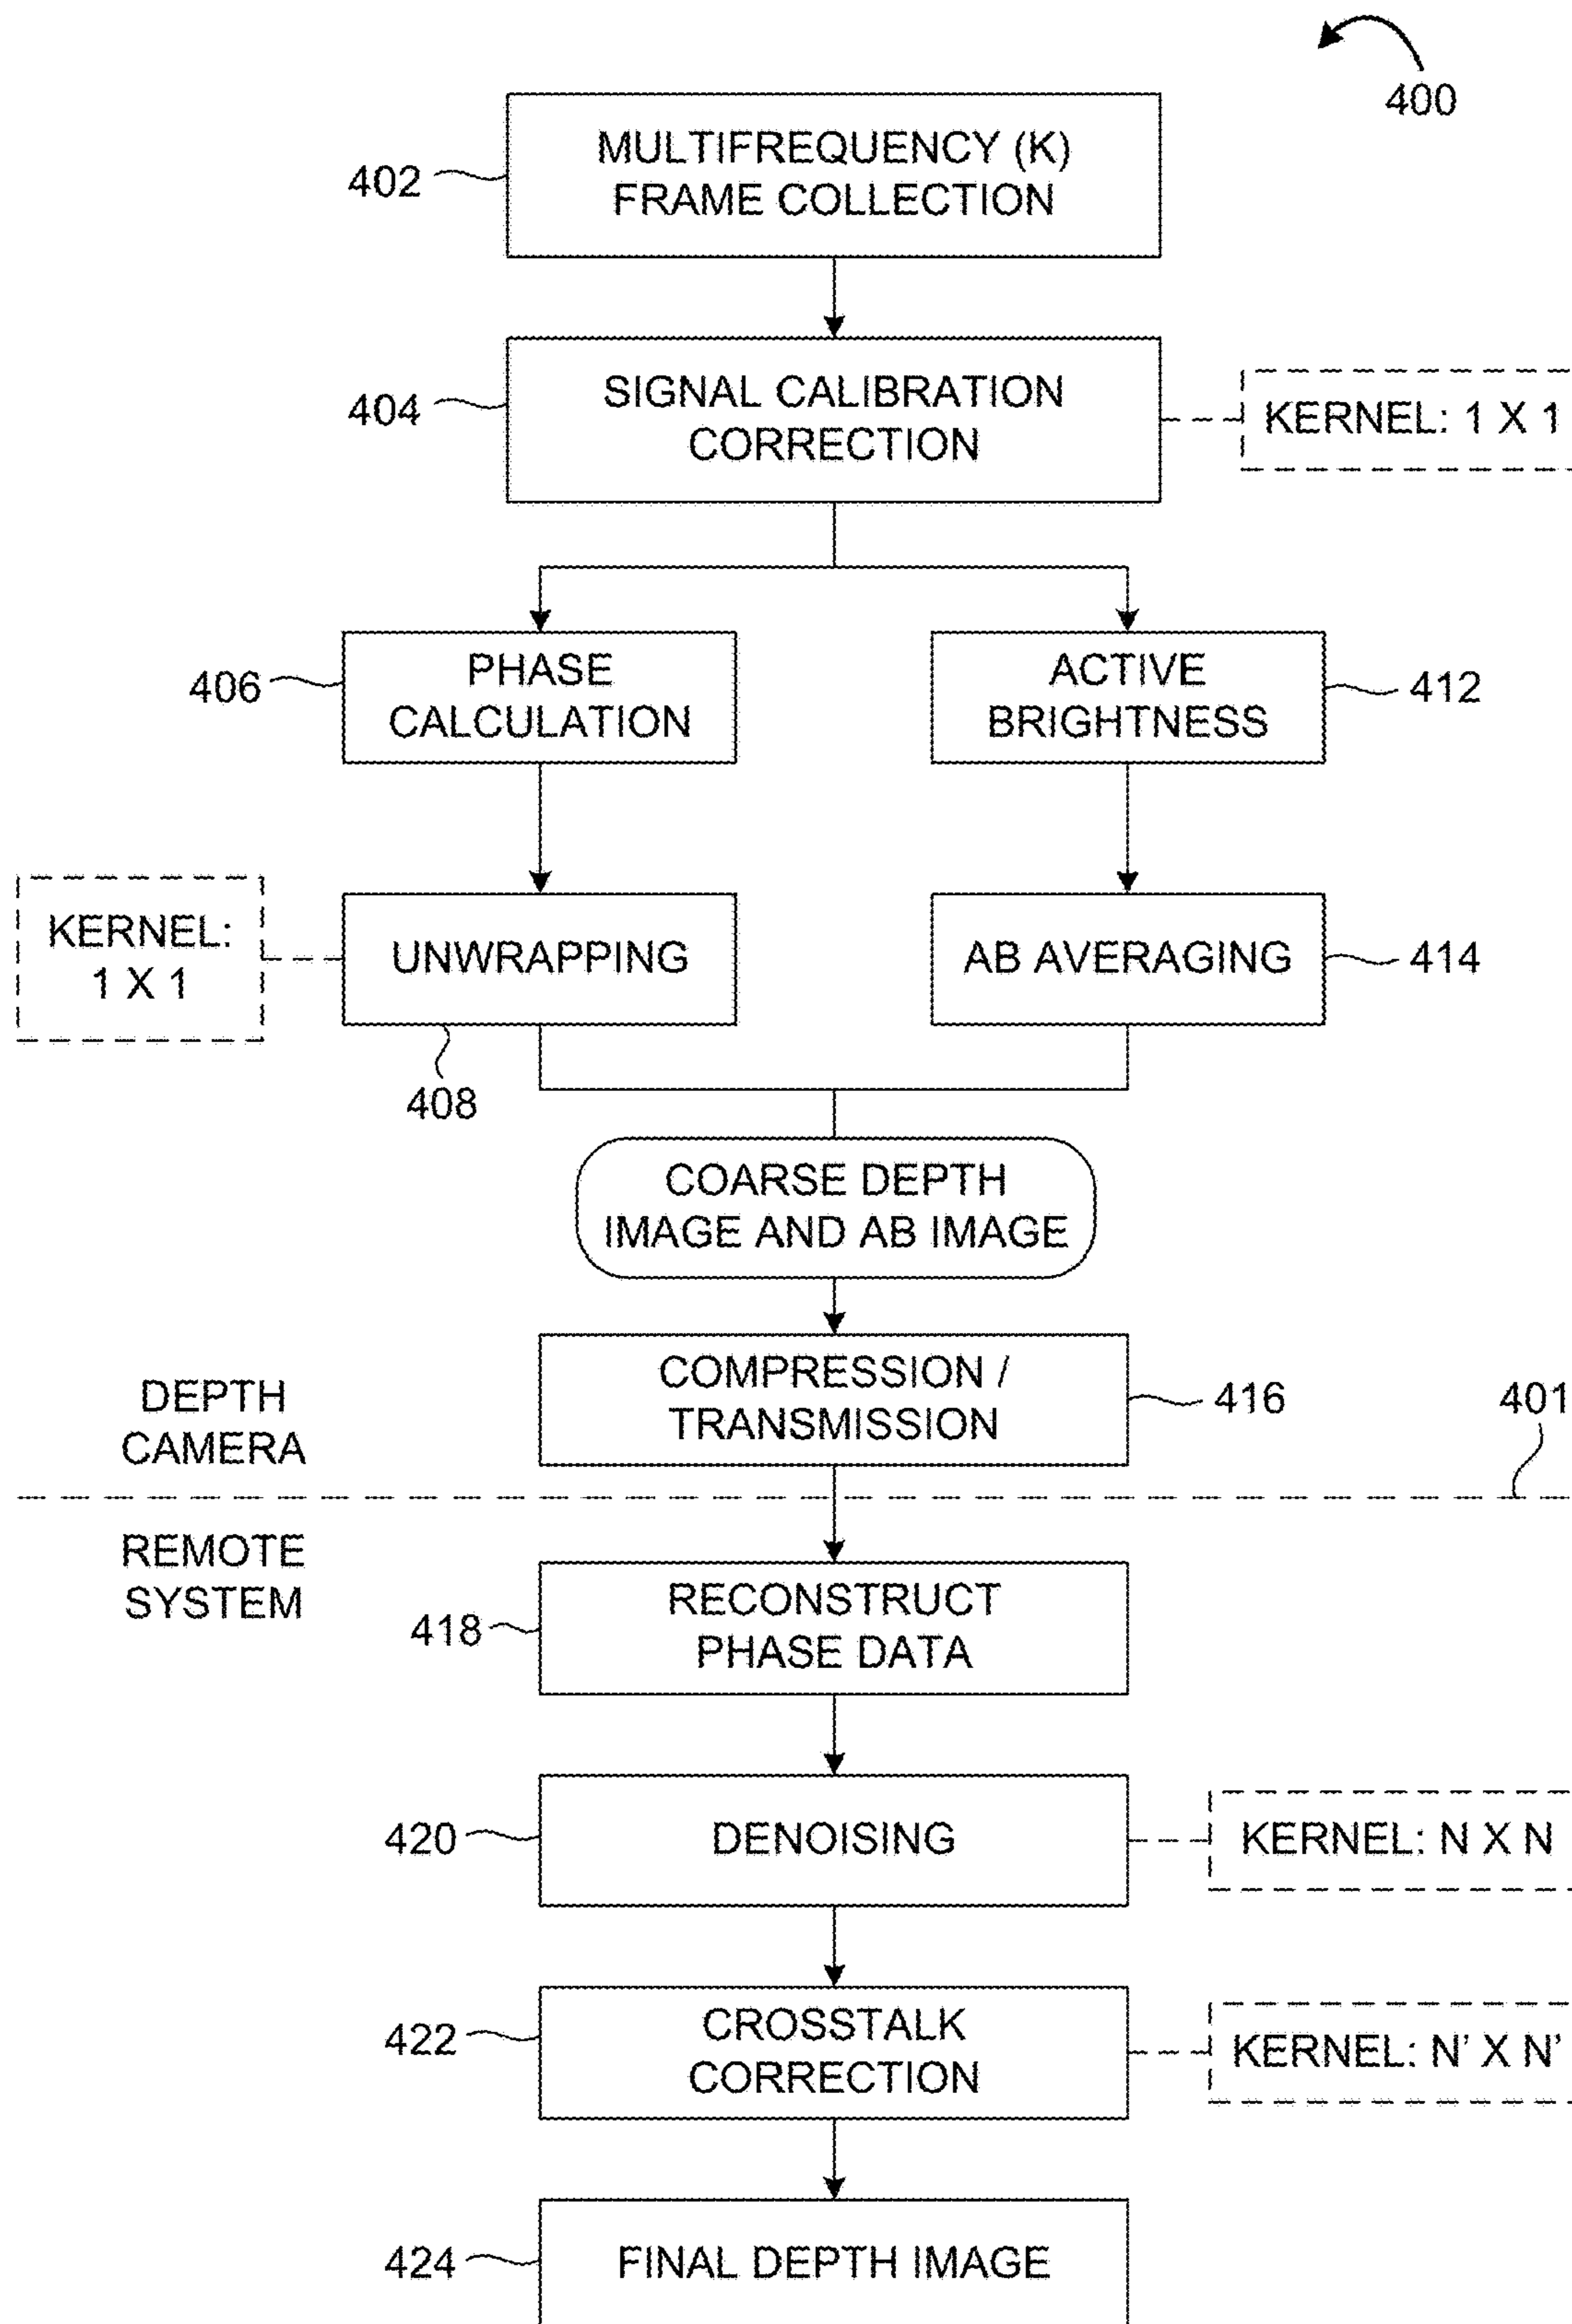 400
MULTIFREQUENCY (K)
FRAME COLLECTION
402
SIGNAL CALIBRATION
CORRECTION
404
KERNEL: 1 X 1
PHASE
CALCULATION
406
ACTIVE
BRIGHTNESS
412
KERNEL:
1 X 1
UNWRAPPING
408
AB AVERAGING
414
COARSE DEPTH
IMAGE AND AB IMAGE
COMPRESSION /
TRANSMISSION
416
DEPTH
CAMERA
401
REMOTE
SYSTEM
RECONSTRUCT
PHASE DATA
418
DENOISING
420
KERNEL: N X N
CROSSTALK
CORRECTION
422
KERNEL: N' X N'
FINAL DEPTH IMAGE
424